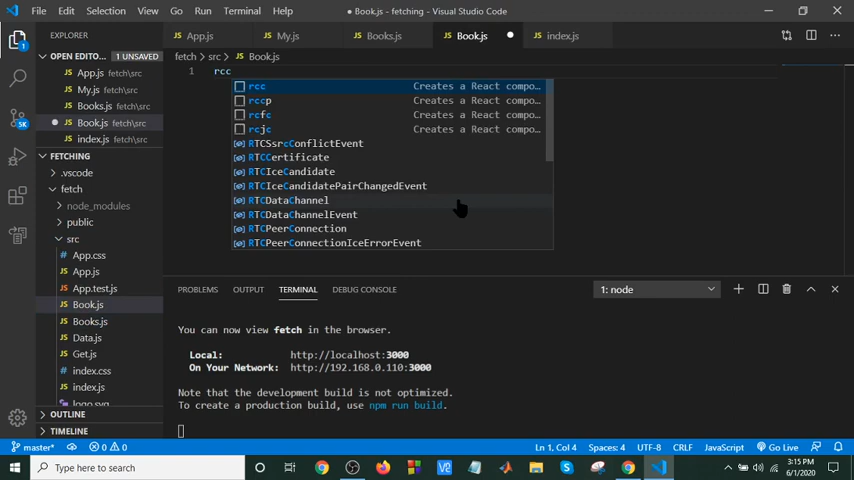 File Edit Selection View Go Run Terminal Help
● Book.js - fetching - Visual Studio Code
EXPLORER
App.js My.js Books.js Book.js index.js
OPEN EDITO... 1 UNSAVED
App.js fetch\src
My.js fetch\src
Books.js fetch\src
Book.js fetch\src
index.js fetch\src
FETCHING
.vscode
fetch
node_modules
public
src
App.css
App.js
App.test.js
Book.js
Books.js
Data.js
Get.js
index.css
index.js
logo.svg
OUTLINE
TIMELINE
1
5K
fetch > src > Book.js
1 rcc
rcc Creates a React compo...
rccp
rcfc Creates a React compo...
rcjc Creates a React compo...
RTCSsrcConflictEvent
RTCCertificate
RTCIceCandidate
RTCIceCandidatePairChangedEvent
RTCDataChannel
RTCDataChannelEvent
RTCPeerConnection
RTCPeerConnectionIceErrorEvent
PROBLEMS OUTPUT TERMINAL DEBUG CONSOLE
1: node
You can now view fetch in the browser.
Local: http://localhost:3000
On Your Network: http://192.168.0.110:3000
Note that the development build is not optimized.
To create a production build, use npm run build.
master* 0 0 Ln 1, Col 4 Spaces: 4 UTF-8 CRLF JavaScript Go Live
Type here to search
3:15 PM
6/1/2020